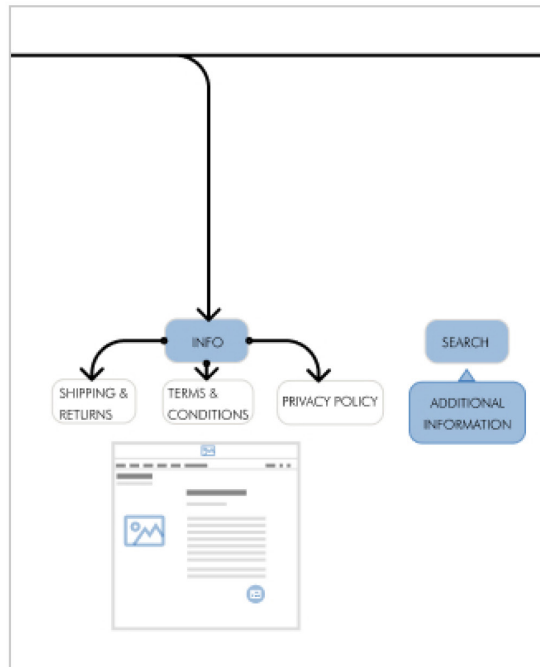 INFO
SEARCH
SHIPPING &
RETURNS
TERMS &
CONDITIONS
PRIVACY POLICY
ADDITIONAL
INFORMATION